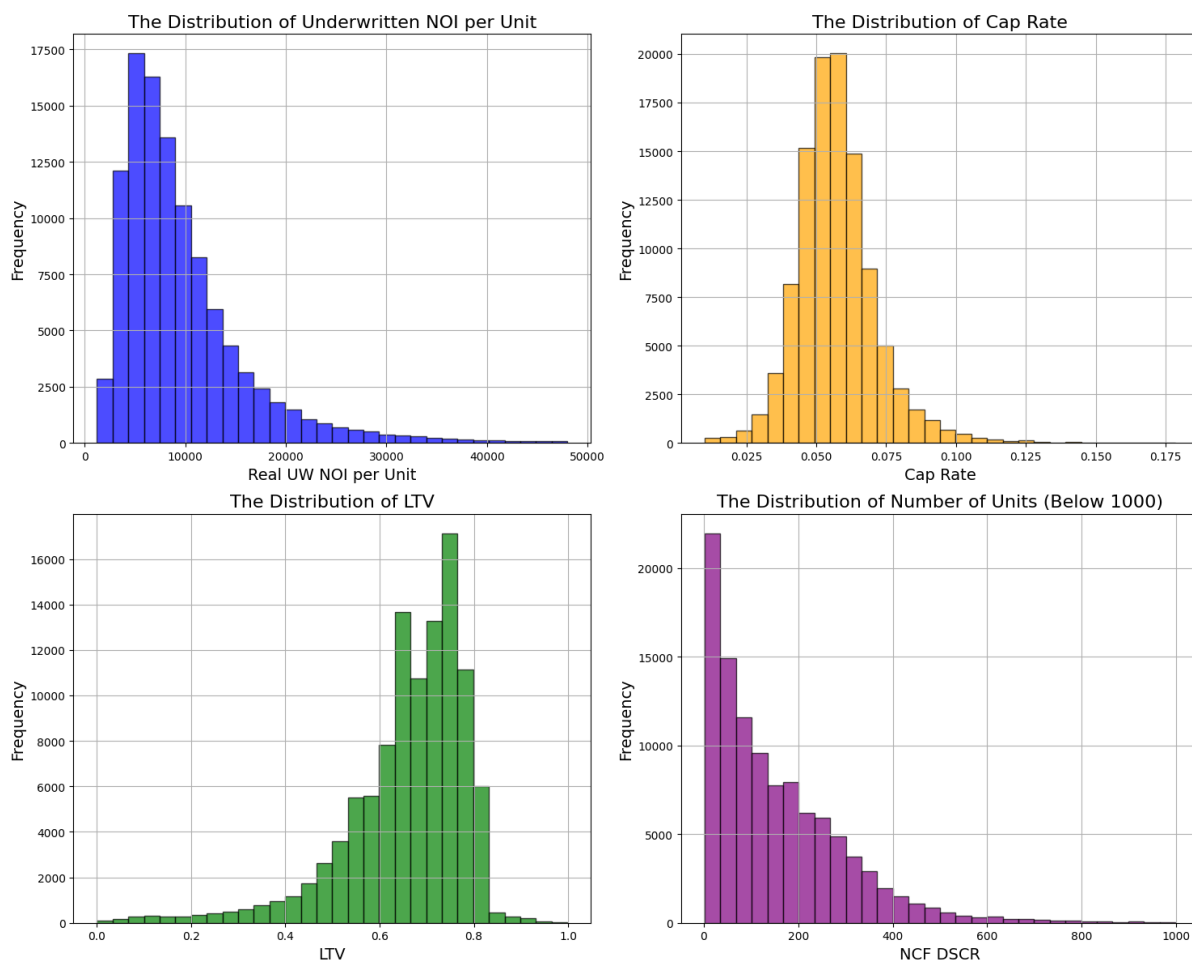 The Distribution of Underwritten NOI per Unit
Frequency
17500
15000
12500
10000
7500
5000
2500
0
0 10000 20000 30000 40000 50000
Real UW NOI per Unit
The Distribution of Cap Rate
Frequency
20000
17500
15000
12500
10000
7500
5000
2500
0
0.025 0.050 0.075 0.100 0.125 0.150 0.175
Cap Rate
The Distribution of LTV
Frequency
16000
14000
12000
10000
8000
6000
4000
2000
0
0.0 0.2 0.4 0.6 0.8 1.0
LTV
The Distribution of Number of Units (Below 1000)
Frequency
20000
15000
10000
5000
0
0 200 400 600 800 1000
NCF DSCR